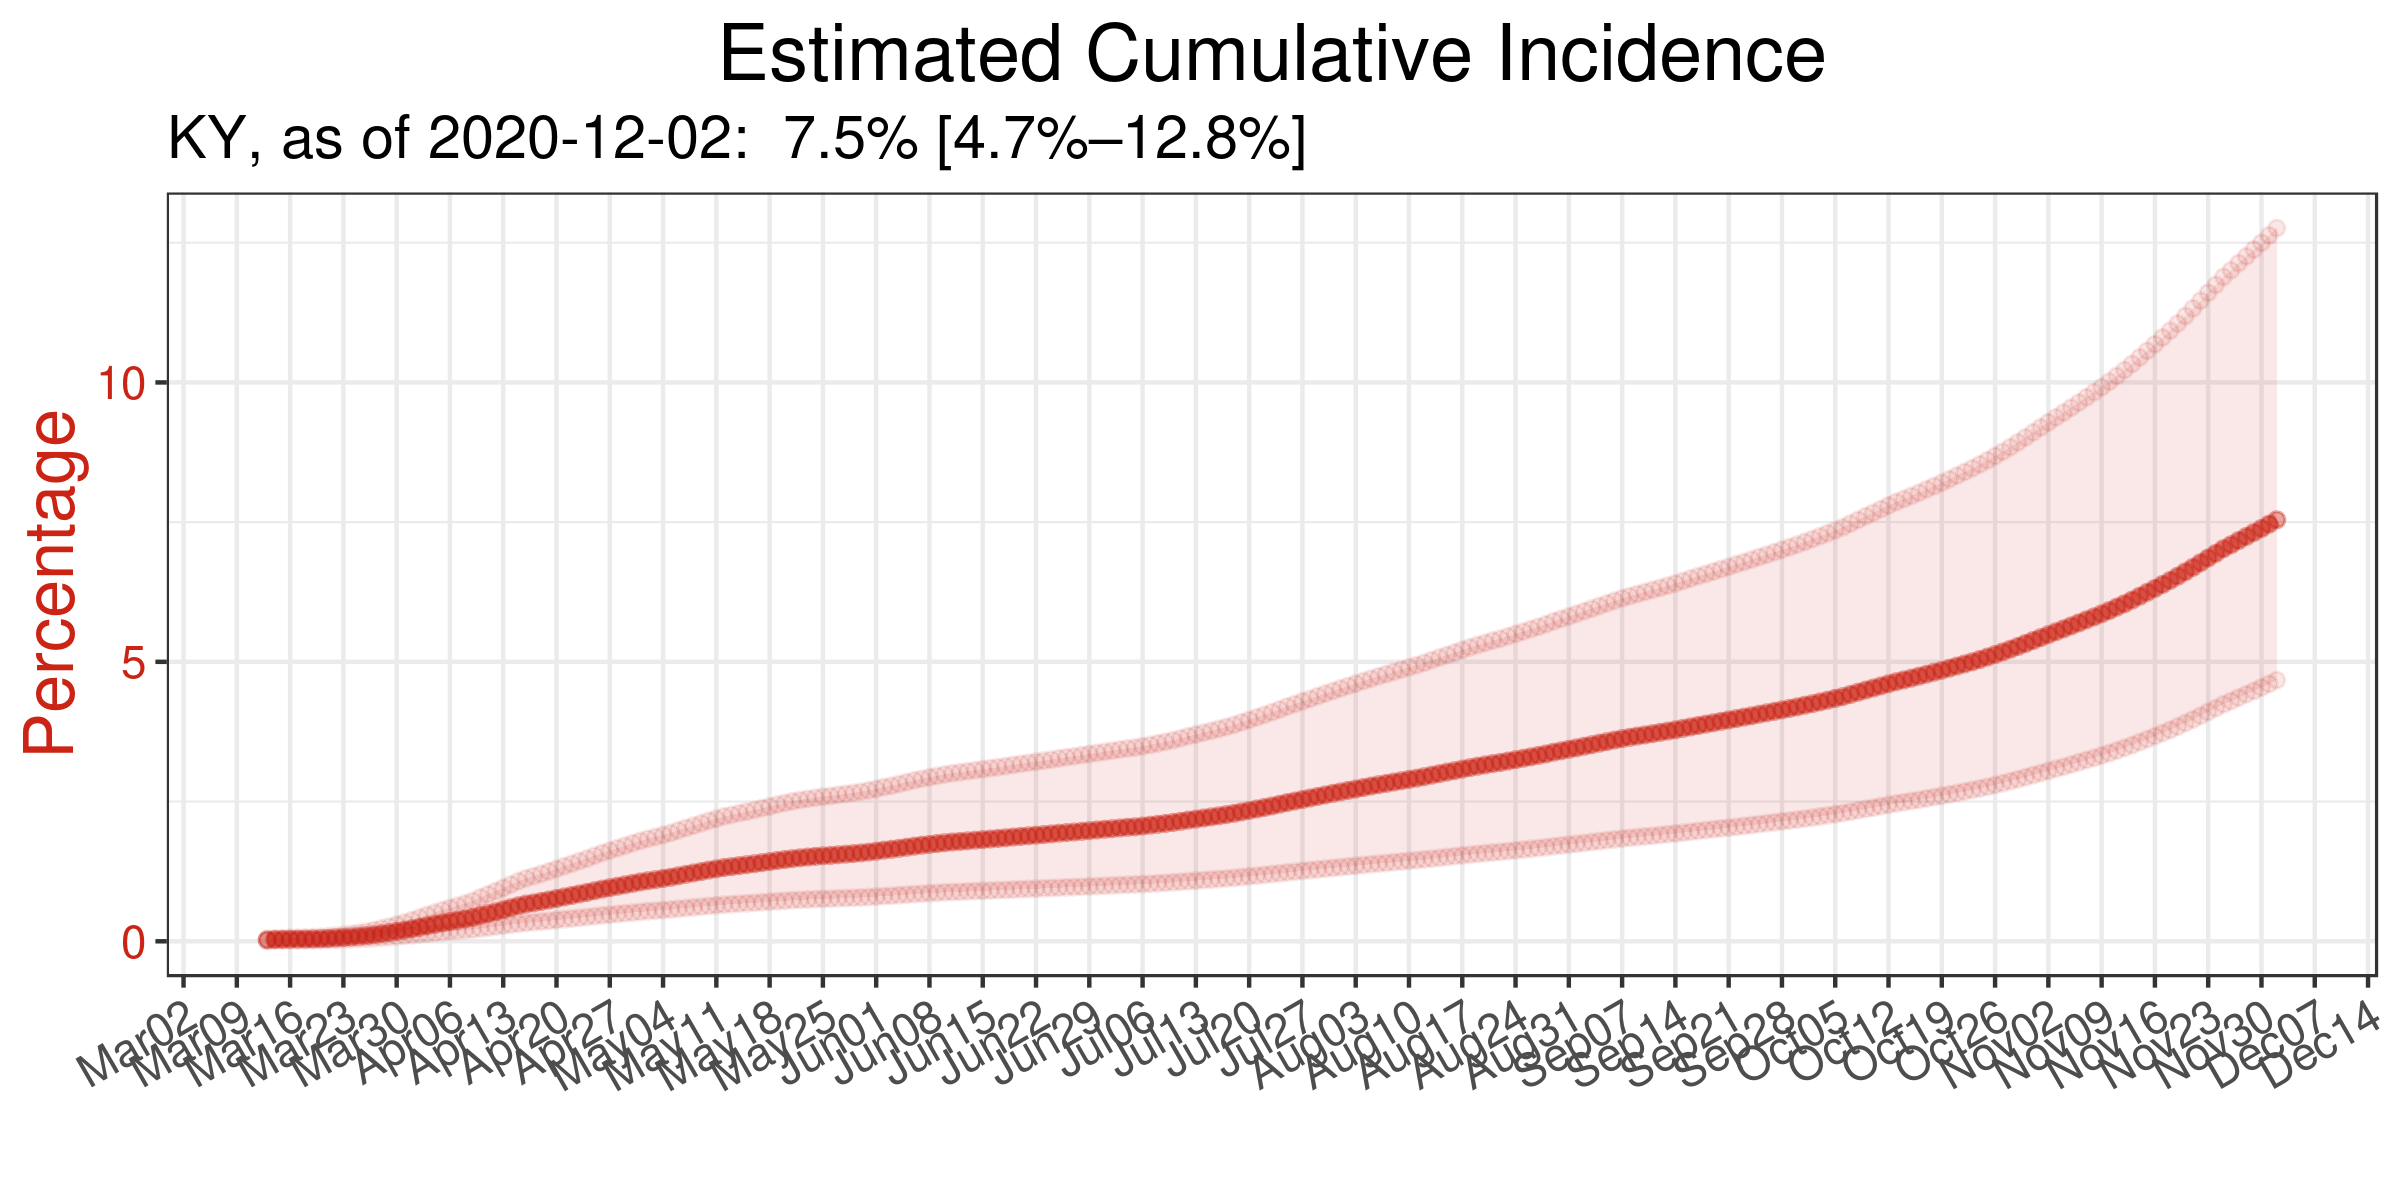 Estimated Cumulative Incidence
KY, as of 2020-12-02:  7.5% [4.7%–12.8%]
Percentage
10
5
0
Mar02
Mar09
Mar16
Mar23
Mar30
Apr06
Apr13
Apr20
Apr27
May04
May11
May18
May25
Jun01
Jun08
Jun15
Jun22
Jun29
Jul06
Jul13
Jul20
Jul27
Aug03
Aug10
Aug17
Aug24
Aug31
Sep07
Sep14
Sep21
Sep28
Oct05
Oct12
Oct19
Oct26
Nov02
Nov09
Nov16
Nov23
Nov30
Dec07
Dec14